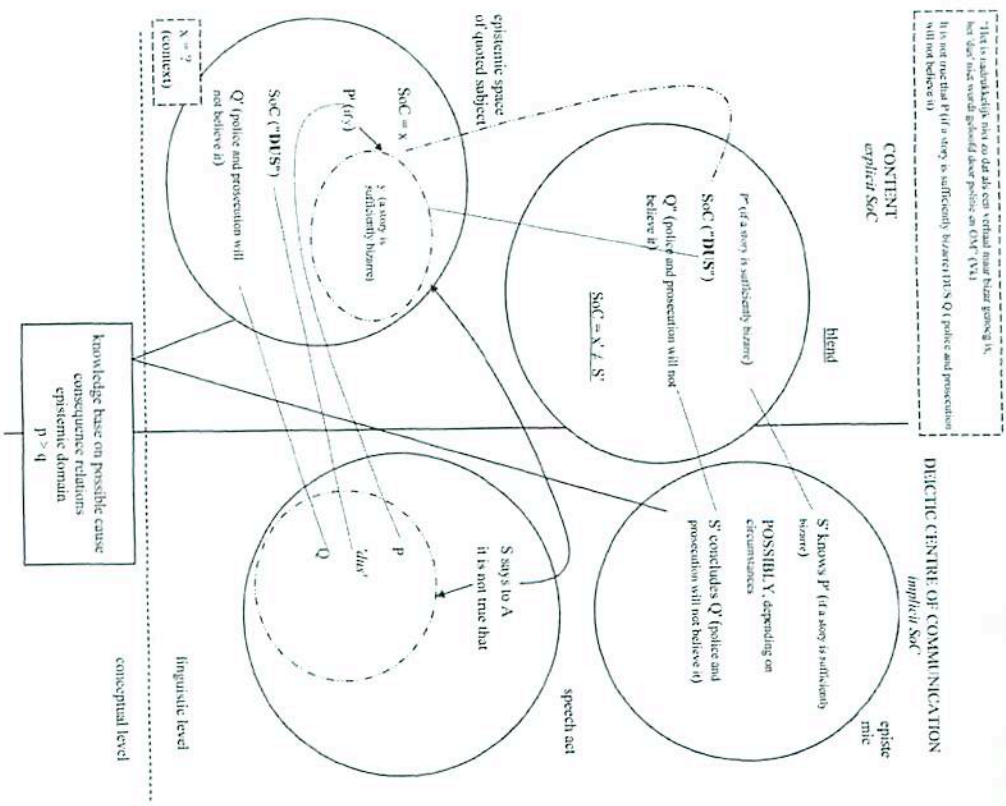 "Het is nadrukkelijk niet zo dat als een verhaal maar bizar genoeg is,
het 'dus' niet wordt geloofd door politie en OM" (Vk)
It is not true that P (if a story is sufficiently bizarre) DUS Q (police and prosecution
will not believe it)
CONTENT
explicit SoC
DEICTIC CENTRE OF COMMUNICATION
implicit SoC
blend
P" (if a story is sufficiently bizarre)
SoC ("DUS")
Q" (police and prosecution will not
believe it)
SoC = x' ≠ S'
episte
mic
S' knows P' (if a story is sufficiently
bizarre)
POSSIBLY, depending on
circumstances
S' concludes Q' (police and
prosecution will not believe it)
epistemic space
of quoted subject
SoC = x
P' (if y)
y (a story is
sufficiently bizarre)
SoC ("DUS")
Q' (police and prosecution will
not believe it)
x = ?
(context)
speech act
S says to A
it is not true that
P
'dus'
Q
linguistic level
conceptual level
knowledge base on possible cause
consequence relations
epistemic domain
p > q